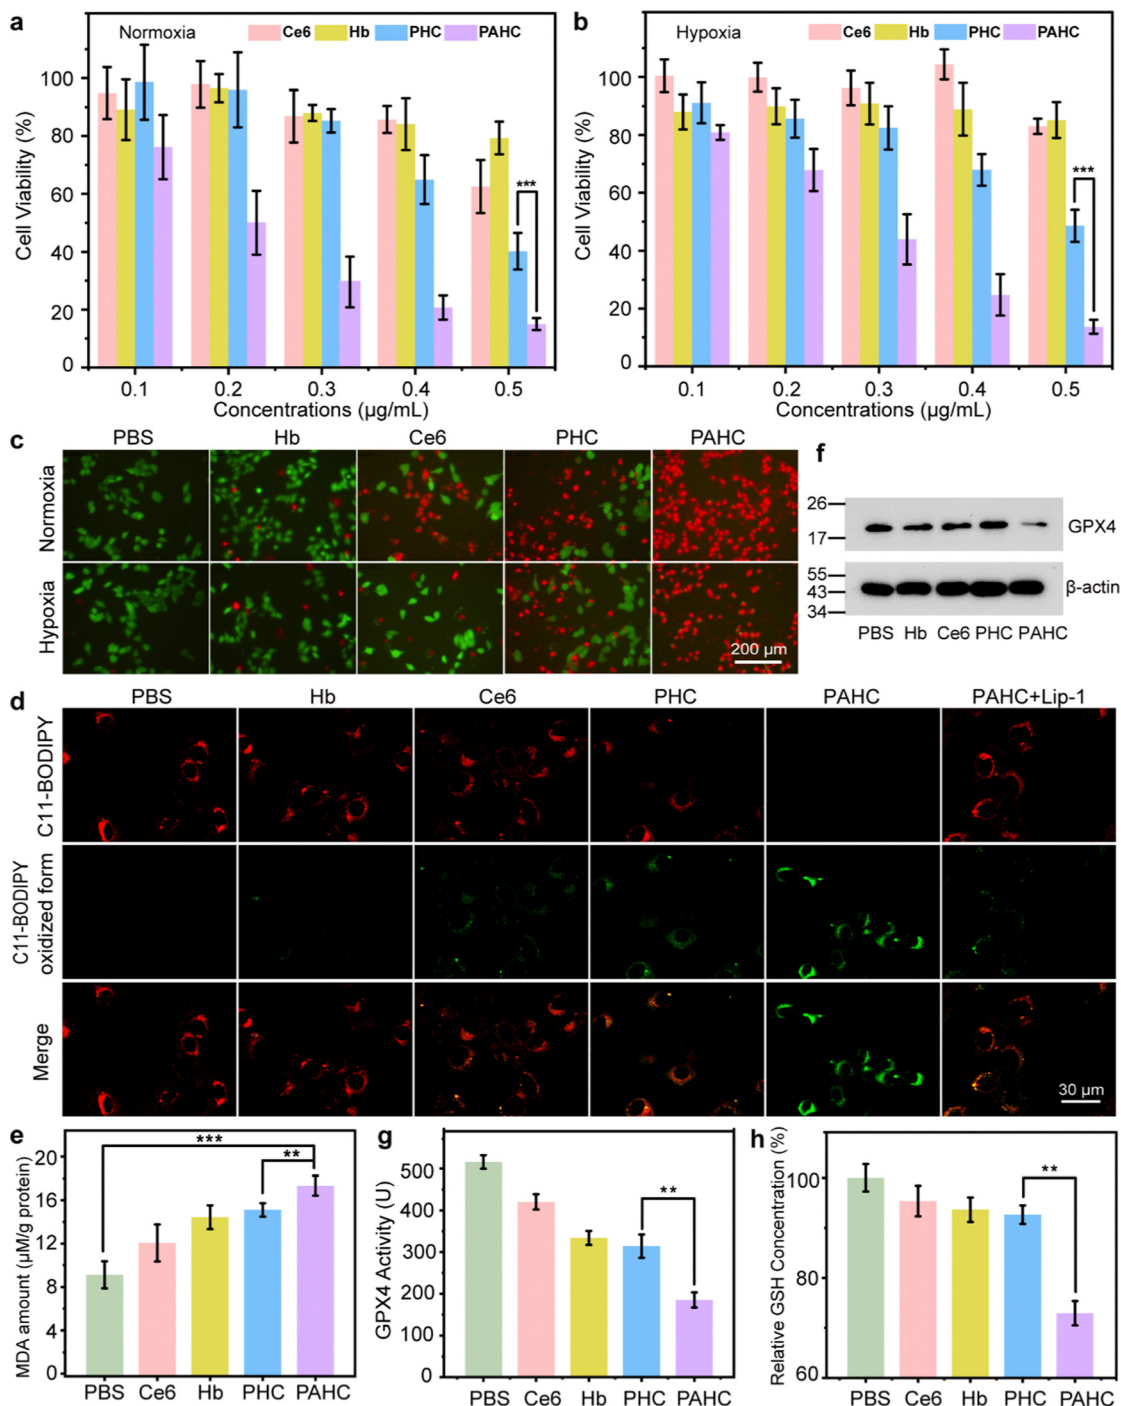 a
Normoxia
Ce6 Hb PHC PAHC
Cell Viability (%)
100
80
60
40
20
0
***
0.1 0.2 0.3 0.4 0.5
Concentrations (µg/mL)
b
Hypoxia
Ce6 Hb PHC PAHC
Cell Viability (%)
100
80
60
40
20
0
***
0.1 0.2 0.3 0.4 0.5
Concentrations (µg/mL)
c
PBS Hb Ce6 PHC PAHC
Normoxia
Hypoxia
200 µm
f
26
17
GPX4
55
43
34
β-actin
PBS Hb Ce6 PHC PAHC
d
PBS Hb Ce6 PHC PAHC PAHC+Lip-1
C11-BODIPY
C11-BODIPY
oxidized form
Merge
30 µm
e
MDA amount (µM/g protein)
20
16
12
8
4
0
***
**
PBS Ce6 Hb PHC PAHC
g
GPX4 Activity (U)
500
400
300
200
100
0
**
PBS Ce6 Hb PHC PAHC
h
Relative GSH Concentration (%)
100
80
60
**
PBS Ce6 Hb PHC PAHC